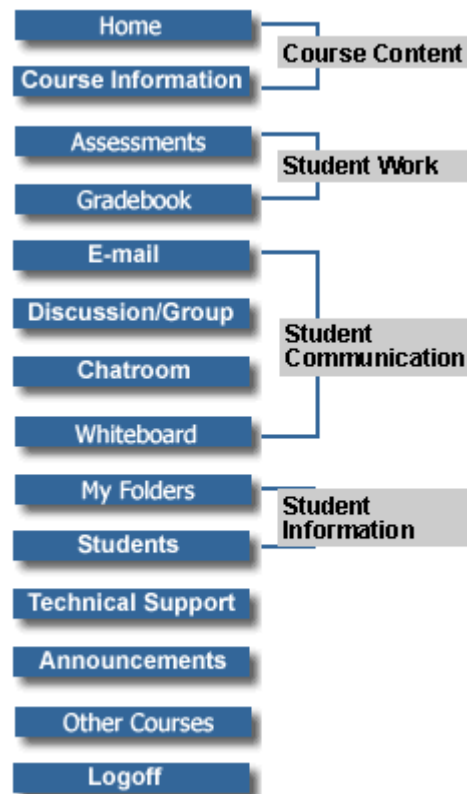 Home
Course Information
Course Content
Assessments
Gradebook
Student Work
E-mail
Discussion/Group
Chatroom
Whiteboard
Student
Communication
My Folders
Students
Student
Information
Technical Support
Announcements
Other Courses
Logoff